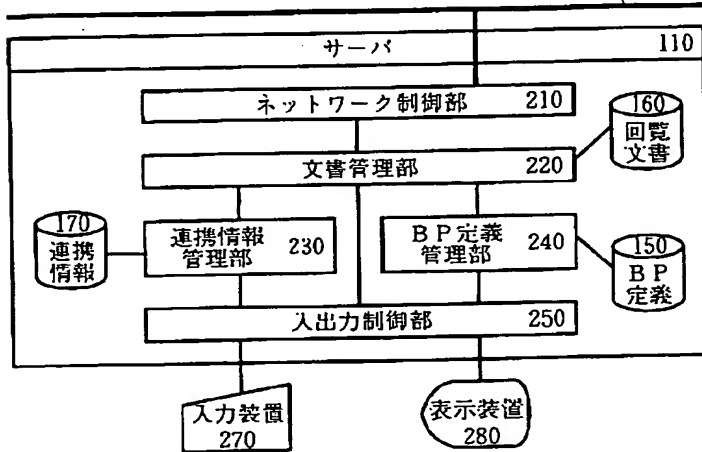 サーバ 110
ネットワーク制御部 210
160
回覧
文書
文書管理部 220
170
連携
情報
連携情報
管理部 230
BP定義
管理部 240
150
BP
定義
入出力制御部 250
入力装置
270
表示装置
280